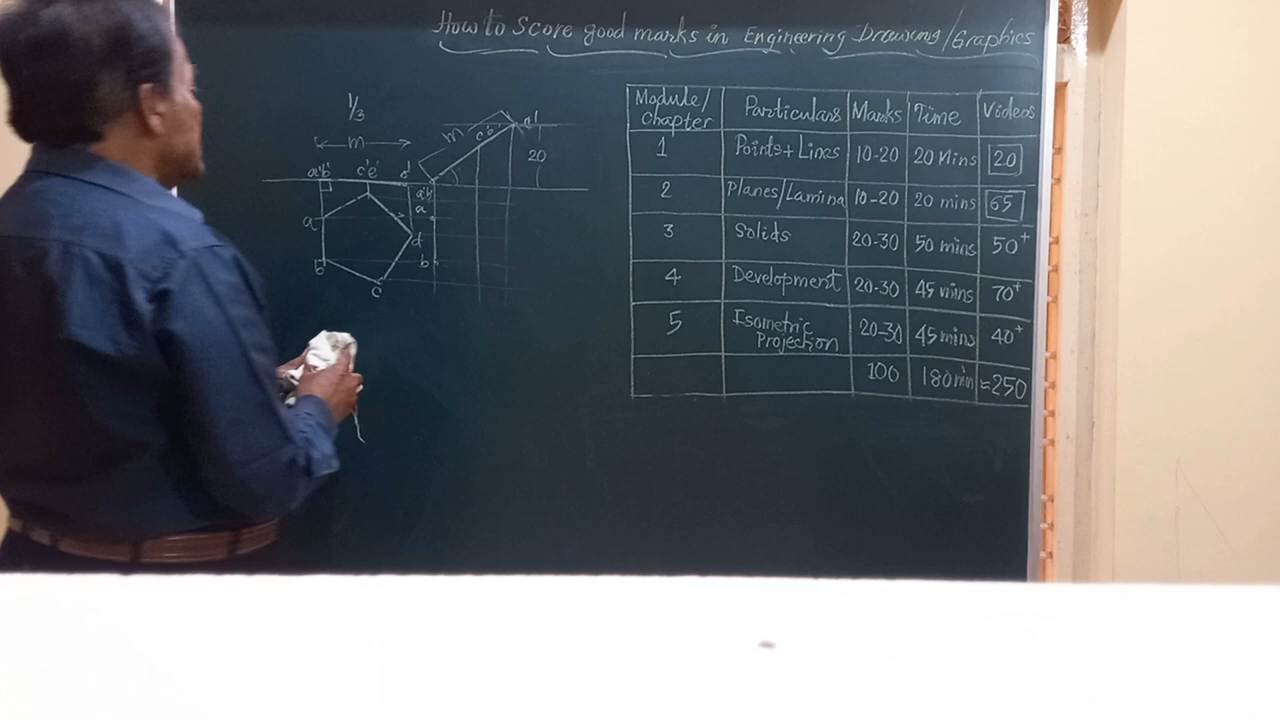 How to Score good marks in Engineering Drawing/Graphics
1/3
m
a'b' c'e' d'
a
b
c
d
m
c'e'
d'
20
a'b'
a
b
Module/Chapter Particulars Marks Time Videos
1 Points+Lines 10-20 20 Mins 20
2 Planes/Lamina 10-20 20 mins 65
3 Solids 20-30 50 mins 50+
4 Development 20-30 45 mins 70+
5 Isometric Projection 20-30 45 mins 40+
100 180 min ≈250